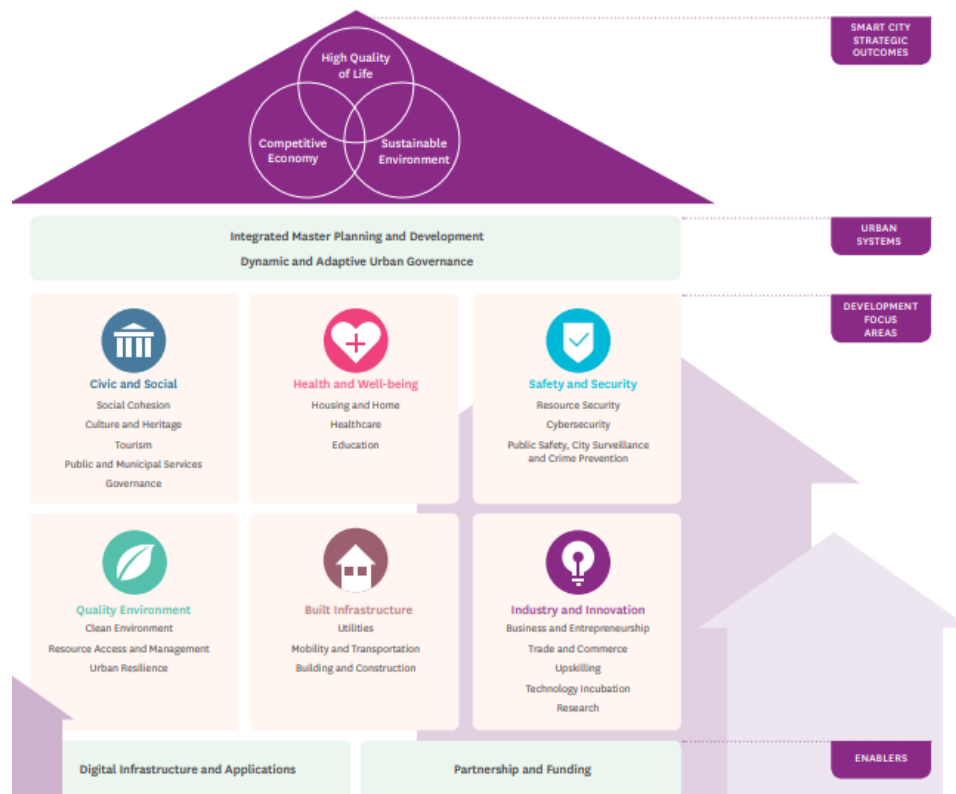 SMART CITY
STRATEGIC
OUTCOMES
High Quality
of Life
Competitive
Economy
Sustainable
Environment
URBAN
SYSTEMS
Integrated Master Planning and Development
Dynamic and Adaptive Urban Governance
DEVELOPMENT
FOCUS
AREAS
Civic and Social
Social Cohesion
Culture and Heritage
Tourism
Public and Municipal Services
Governance
Health and Well-being
Housing and Home
Healthcare
Education
Safety and Security
Resource Security
Cybersecurity
Public Safety, City Surveillance
and Crime Prevention
Quality Environment
Clean Environment
Resource Access and Management
Urban Resilience
Built Infrastructure
Utilities
Mobility and Transportation
Building and Construction
Industry and Innovation
Business and Entrepreneurship
Trade and Commerce
Upskilling
Technology Incubation
Research
Digital Infrastructure and Applications
Partnership and Funding
ENABLERS